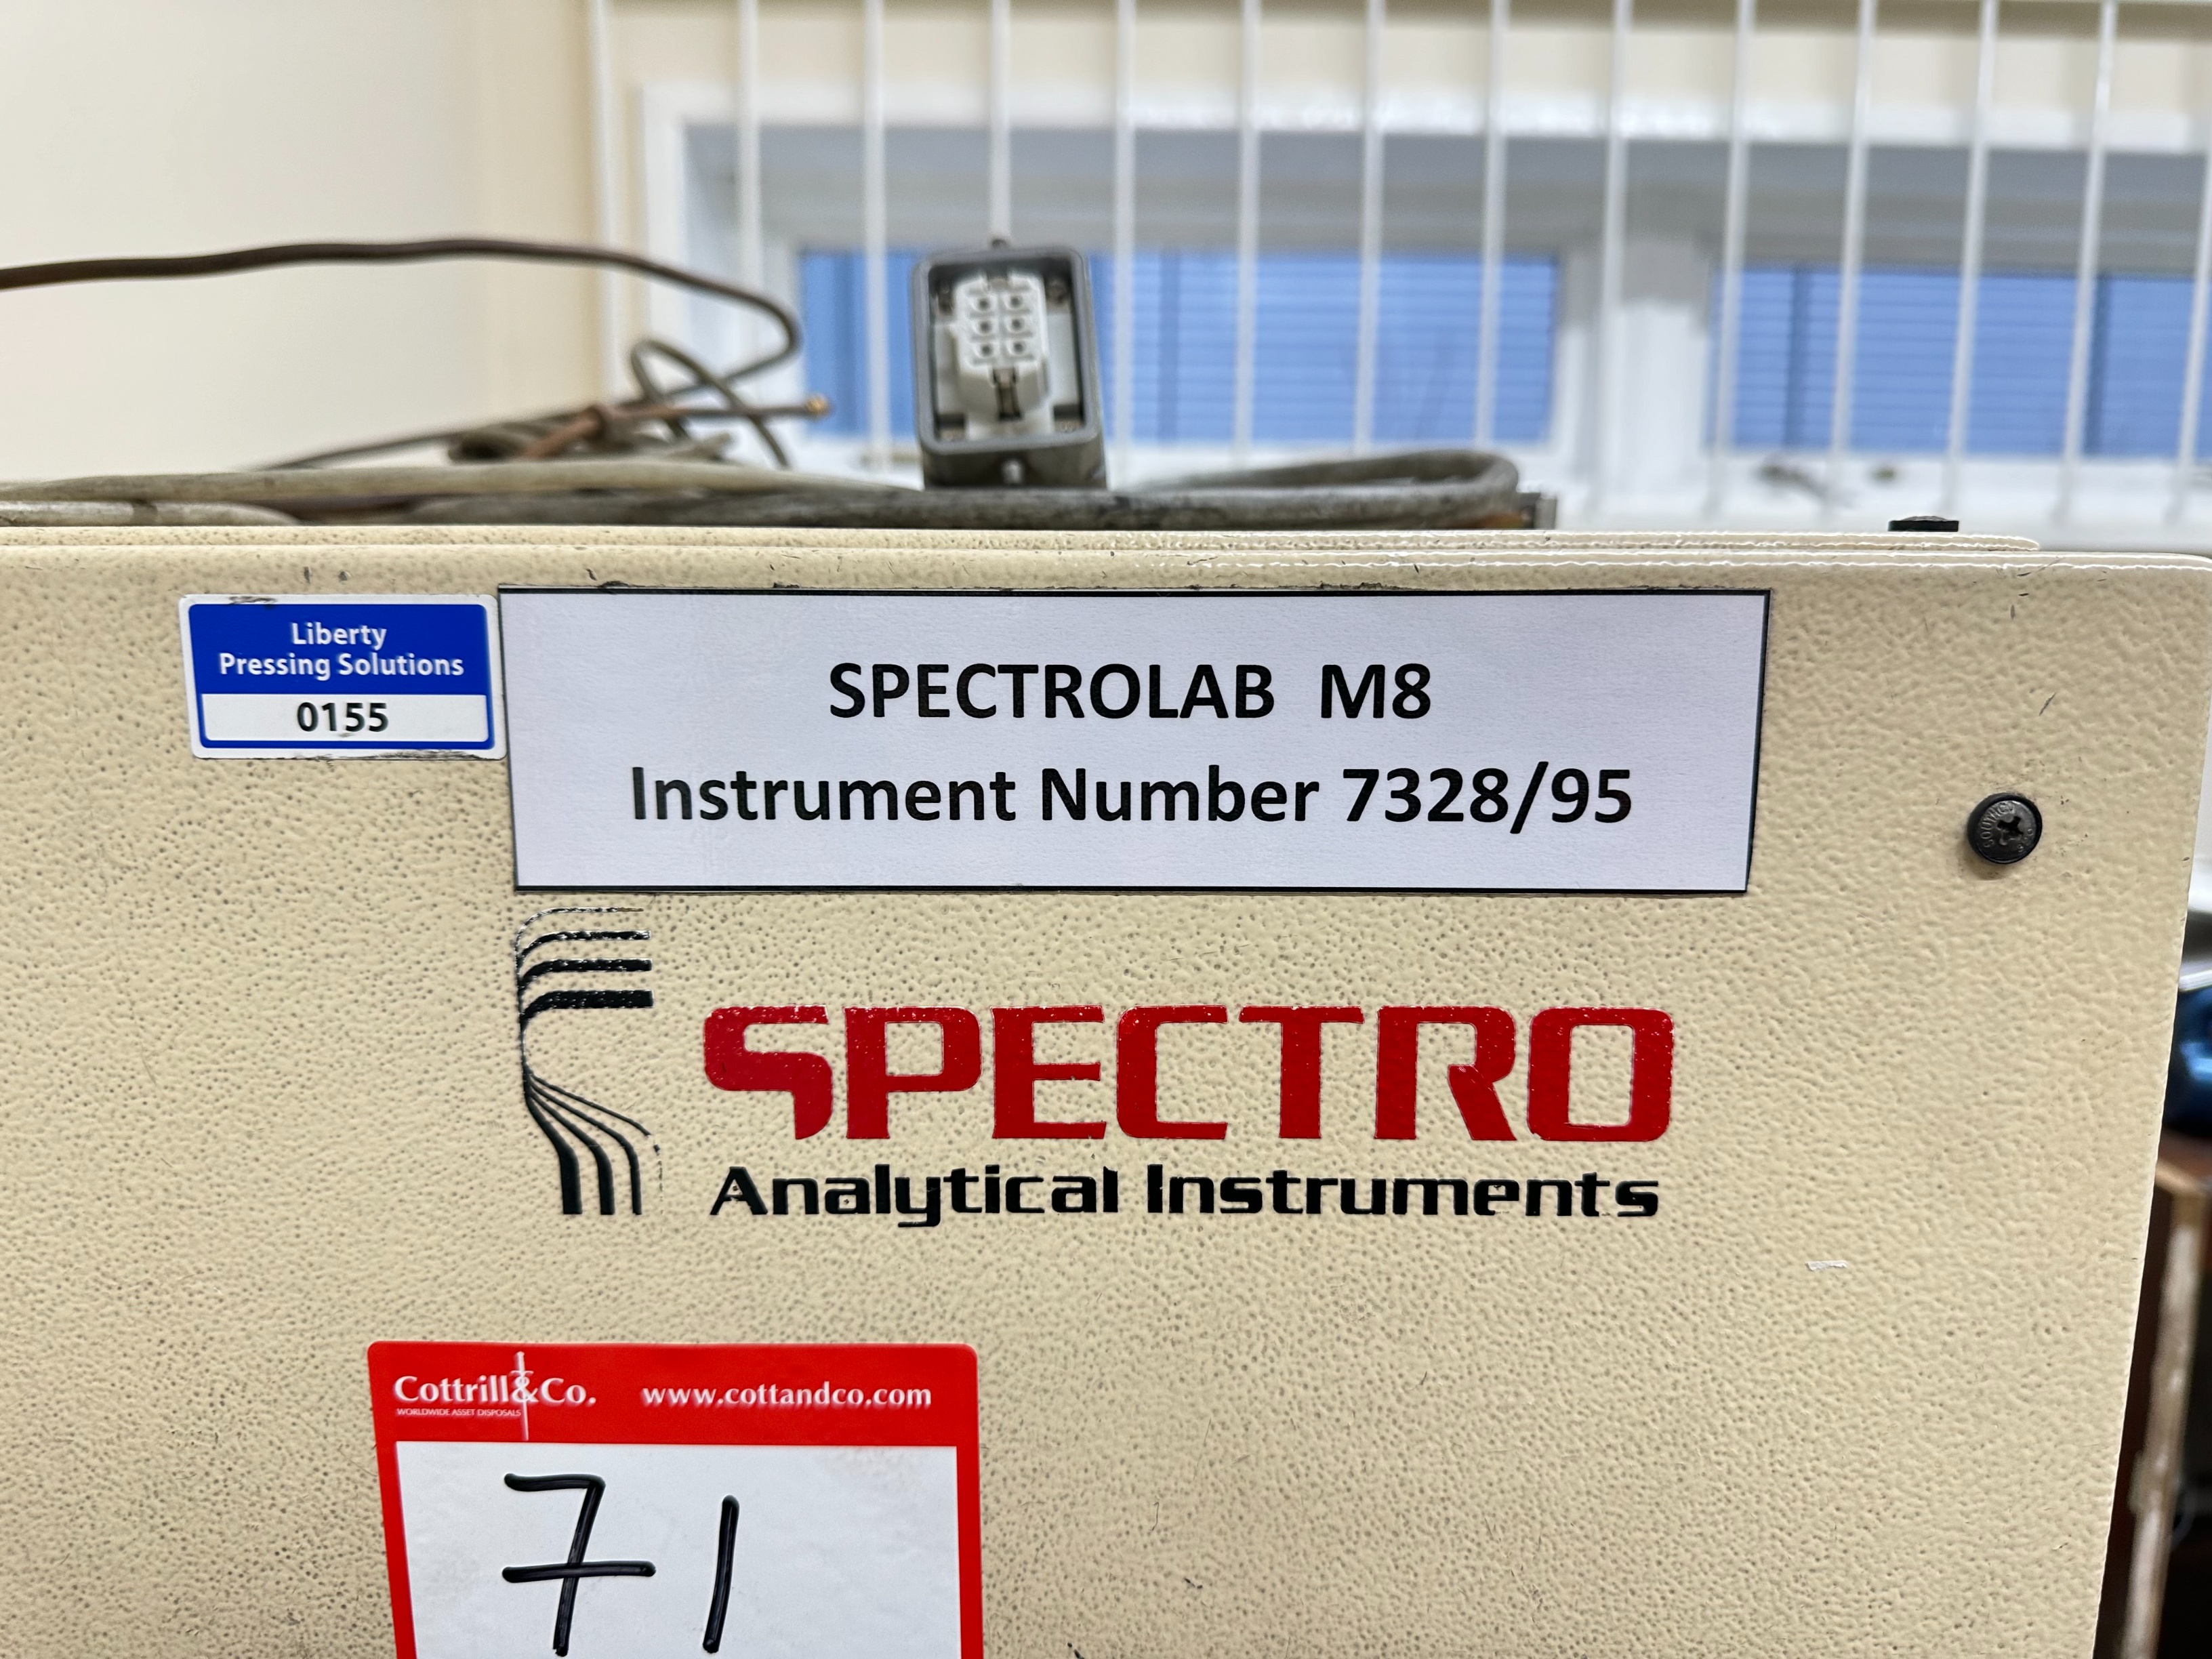 Liberty
Pressing Solutions
0155
SPECTROLAB M8
Instrument Number 7328/95
SPECTRO
Analytical Instruments
Cottrill&Co. www.cottandco.com
WORLDWIDE ASSET DISPOSALS
71